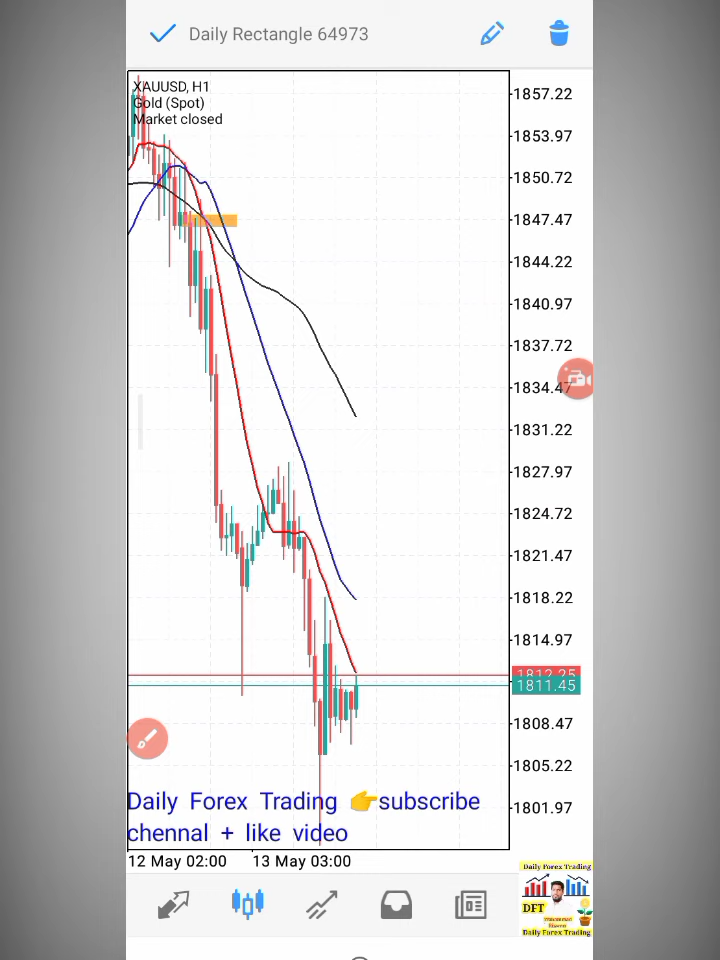 Daily Rectangle 64973
XAUUSD, H1
Gold (Spot)
Market closed
1857.22
1853.97
1850.72
1847.47
1844.22
1840.97
1837.72
1834.47
1831.22
1827.97
1824.72
1821.47
1818.22
1814.97
1812.25
1811.45
1808.47
1805.22
1801.97
Daily Forex Trading 👉subscribe
chennal + like video
12 May 02:00 13 May 03:00
Daily Forex Trading
DFT
Daily Forex Trading